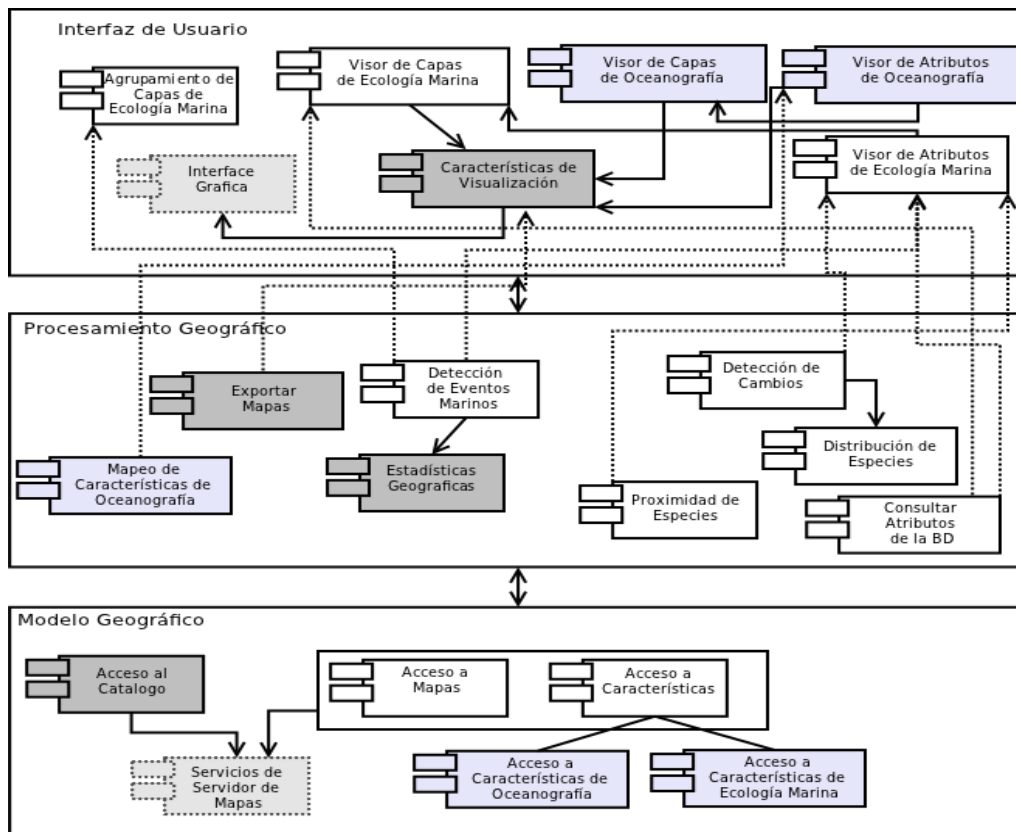 Interfaz de Usuario
Agrupamiento de
Capas de
Ecología Marina
Visor de Capas
de Ecología Marina
Visor de Capas
de Oceanografía
Visor de Atributos
de Oceanografía
Interface
Grafica
Características de
Visualización
Visor de Atributos
de Ecología Marina
Procesamiento Geográfico
Exportar
Mapas
Detección
de Eventos
Marinos
Detección de
Cambios
Mapeo de
Características de
Oceanografía
Estadísticas
Geograficas
Proximidad de
Especies
Distribución de
Especies
Consultar
Atributos
de la BD
Modelo Geográfico
Acceso al
Catalogo
Acceso a
Mapas
Acceso a
Características
Servicios de
Servidor de
Mapas
Acceso a
Características de
Oceanografía
Acceso a
Características de
Ecología Marina